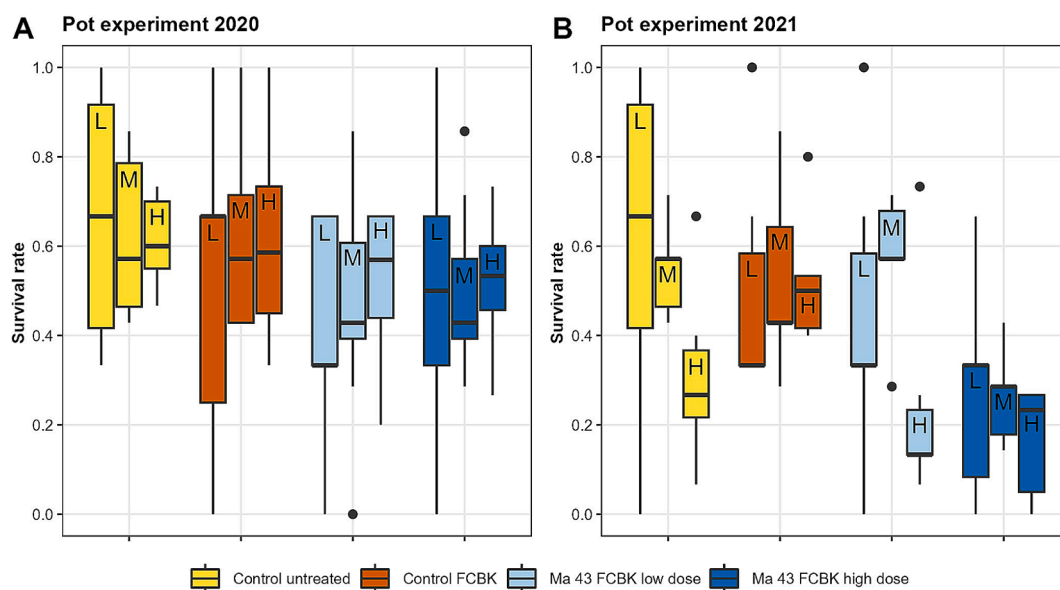 A Pot experiment 2020
B Pot experiment 2021
Survival rate
1.0
0.8
0.6
0.4
0.2
0.0
L M H
L M H
L M H
L M H
Survival rate
1.0
0.8
0.6
0.4
0.2
0.0
L M H
L M H
L M H
L M H
Control untreated Control FCBK Ma 43 FCBK low dose Ma 43 FCBK high dose